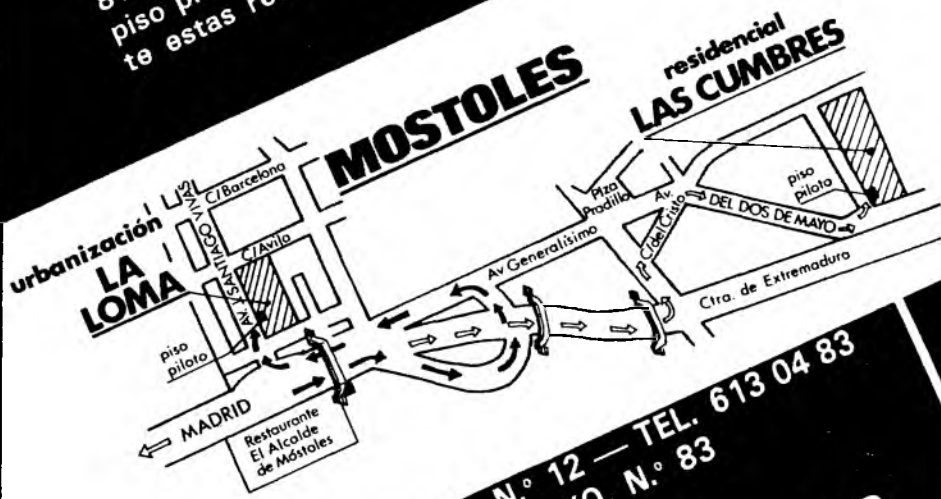 piso
te estas
MOSTOLES
residencial
LAS CUMBRES
urbanización
LA
LOMA
AV. SANTIAGO VIVAS
C/Barcelona
C/Avila
piso
piloto
Plza
Pradillo
Av.
C/del Cristo
DEL DOS DE MAYO
piso
piloto
Av Generalísimo
Ctra. de Extremadura
MADRID
Restaurante
El Alcalde
de Móstoles
N.° 12 — TEL. 613 04 83
N.° 83